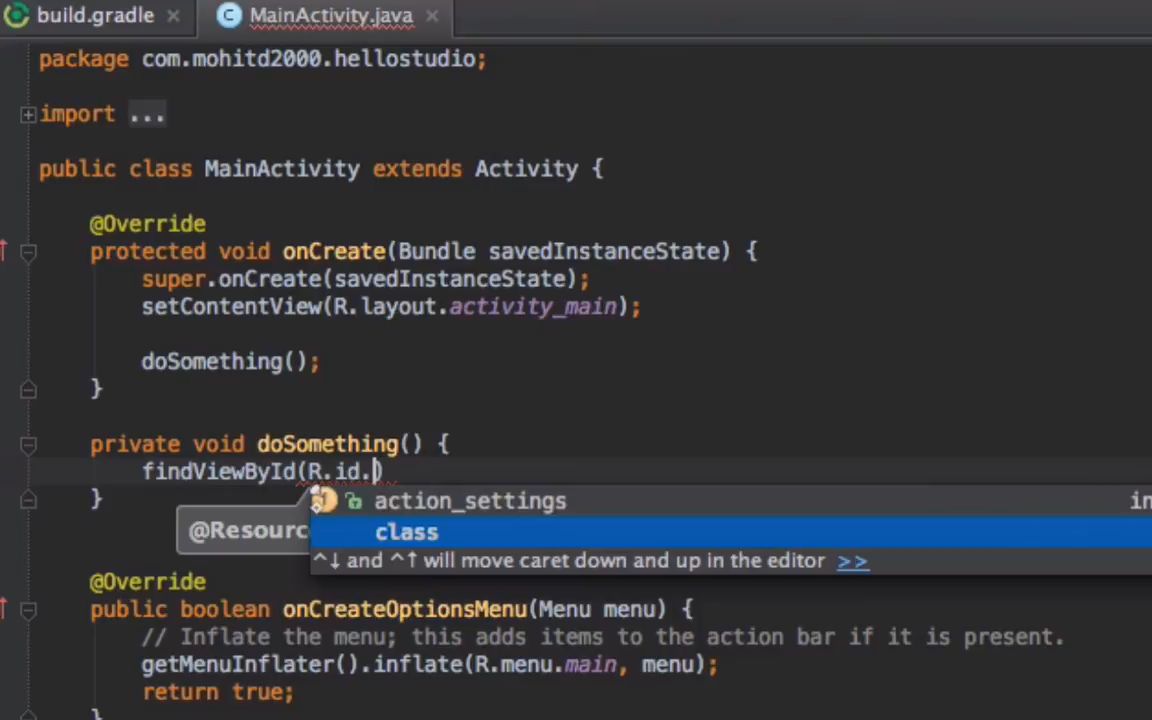 build.gradle × MainActivity.java ×
package com.mohitd2000.hellostudio;
import ...
public class MainActivity extends Activity {
@Override
protected void onCreate(Bundle savedInstanceState) {
super.onCreate(savedInstanceState);
setContentView(R.layout.activity_main);
doSomething();
}
private void doSomething() {
findViewById(R.id.)
action_settings
}
@Resourc
class
^↓ and ^↑ will move caret down and up in the editor >>
@Override
public boolean onCreateOptionsMenu(Menu menu) {
// Inflate the menu; this adds items to the action bar if it is present.
getMenuInflater().inflate(R.menu.main, menu);
return true;
}